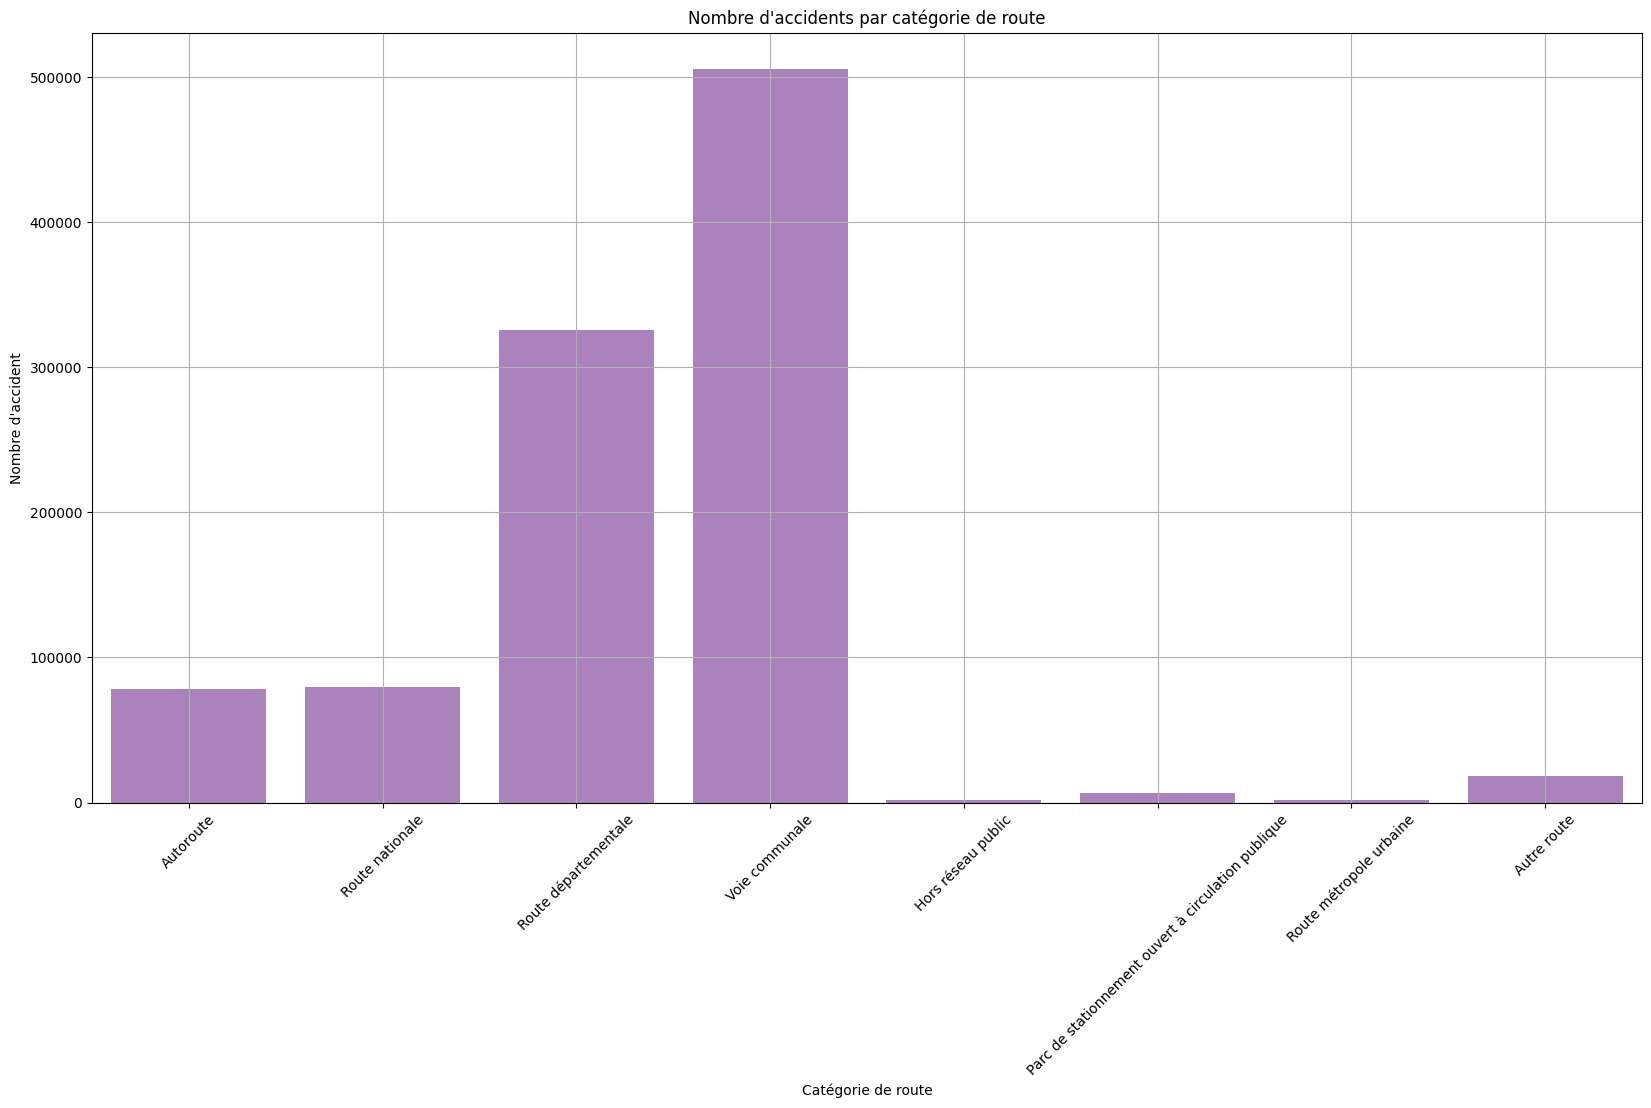 Nombre d'accidents par catégorie de route
Nombre d'accident
500000
400000
300000
200000
100000
0
Autoroute
Route nationale
Route départementale
Voie communale
Hors réseau public
Parc de stationnement ouvert à circulation publique
Route métropole urbaine
Autre route
Catégorie de route